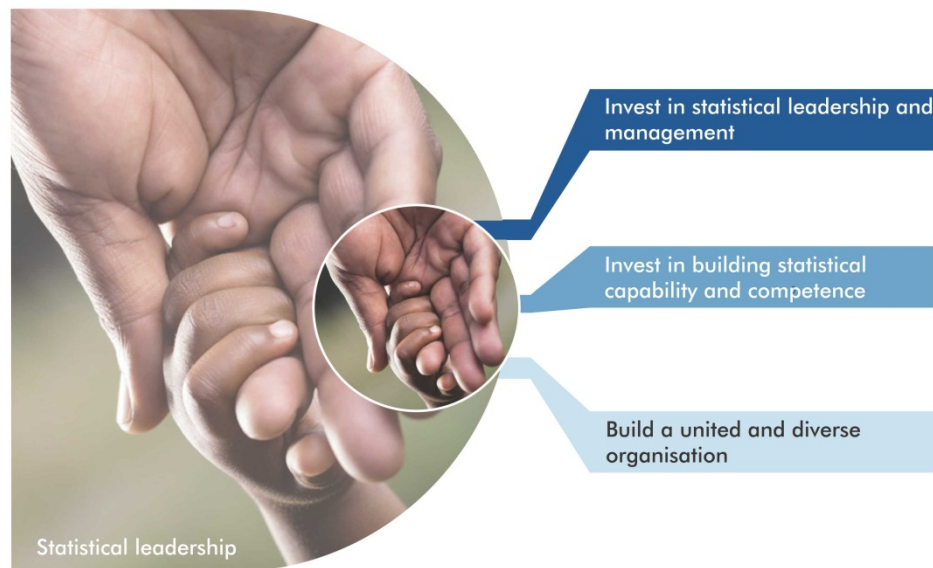 Invest in statistical leadership and
management
Invest in building statistical
capability and competence
Build a united and diverse
organisation
Statistical leadership